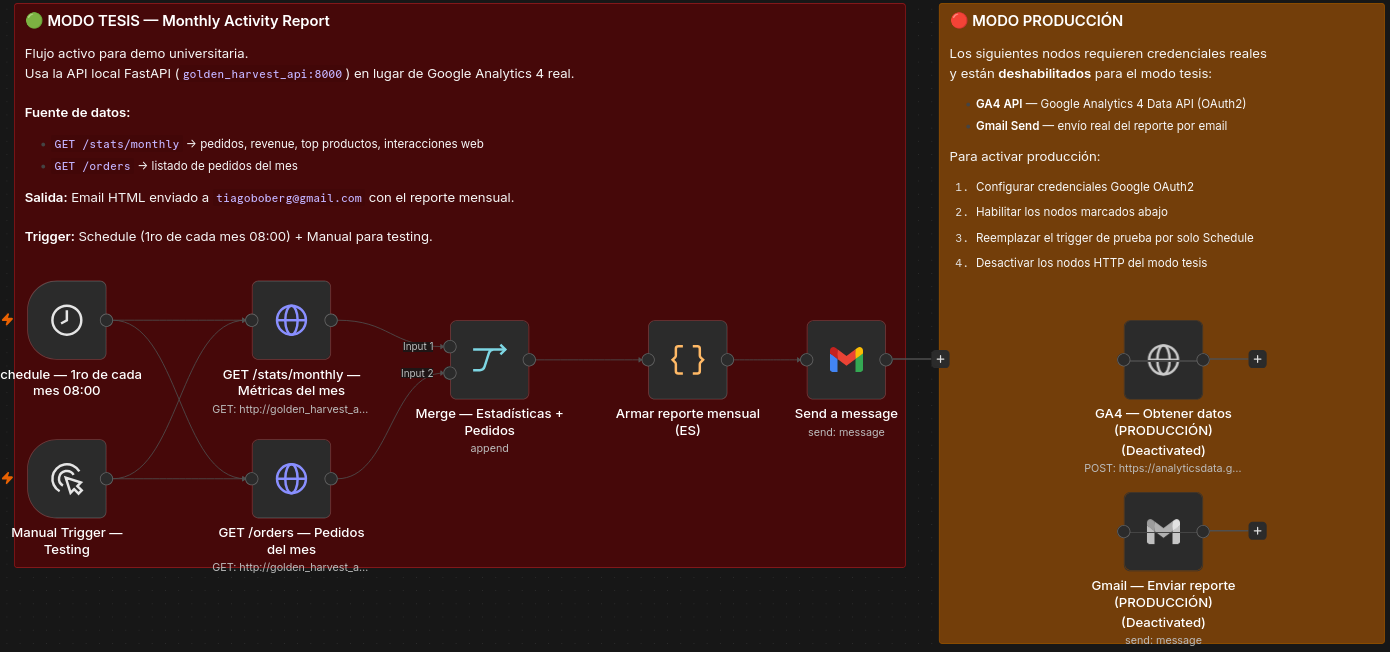 🟢 MODO TESIS — Monthly Activity Report
Flujo activo para demo universitaria.
Usa la API local FastAPI ( golden_harvest_api:8000 ) en lugar de Google Analytics 4 real.
Fuente de datos:
• GET /stats/monthly → pedidos, revenue, top productos, interacciones web
• GET /orders → listado de pedidos del mes
Salida: Email HTML enviado a tiagoboberg@gmail.com con el reporte mensual.
Trigger: Schedule (1ro de cada mes 08:00) + Manual para testing.
chedule — 1ro de cada
mes 08:00
Manual Trigger —
Testing
GET /stats/monthly —
Métricas del mes
GET: http://golden_harvest_a...
GET /orders — Pedidos
del mes
GET: http://golden_harvest_a...
Input 1
Input 2
Merge — Estadísticas +
Pedidos
append
Armar reporte mensual
(ES)
Send a message
send: message
🔴 MODO PRODUCCIÓN
Los siguientes nodos requieren credenciales reales
y están deshabilitados para el modo tesis:
• GA4 API — Google Analytics 4 Data API (OAuth2)
• Gmail Send — envío real del reporte por email
Para activar producción:
1. Configurar credenciales Google OAuth2
2. Habilitar los nodos marcados abajo
3. Reemplazar el trigger de prueba por solo Schedule
4. Desactivar los nodos HTTP del modo tesis
GA4 — Obtener datos
(PRODUCCIÓN)
(Deactivated)
POST: https://analyticsdata.g...
Gmail — Enviar reporte
(PRODUCCIÓN)
(Deactivated)
send: message